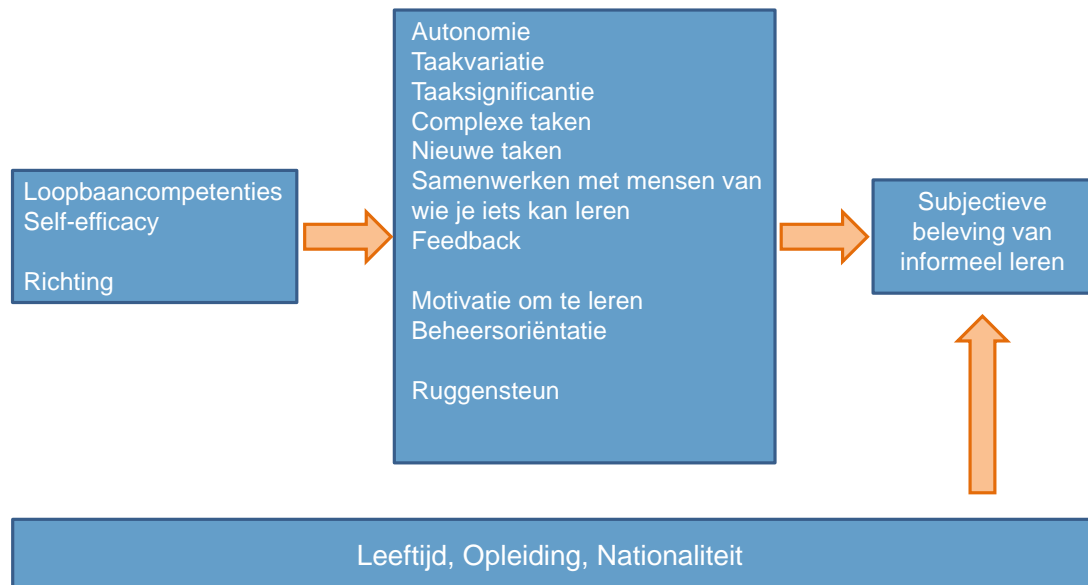 Loopbaancompetenties
Self-efficacy
Richting
Autonomie
Taakvariatie
Taaksignificantie
Complexe taken
Nieuwe taken
Samenwerken met mensen van
wie je iets kan leren
Feedback
Motivatie om te leren
Beheersoriëntatie
Ruggensteun
Subjectieve
beleving van
informeel leren
Leeftijd, Opleiding, Nationaliteit